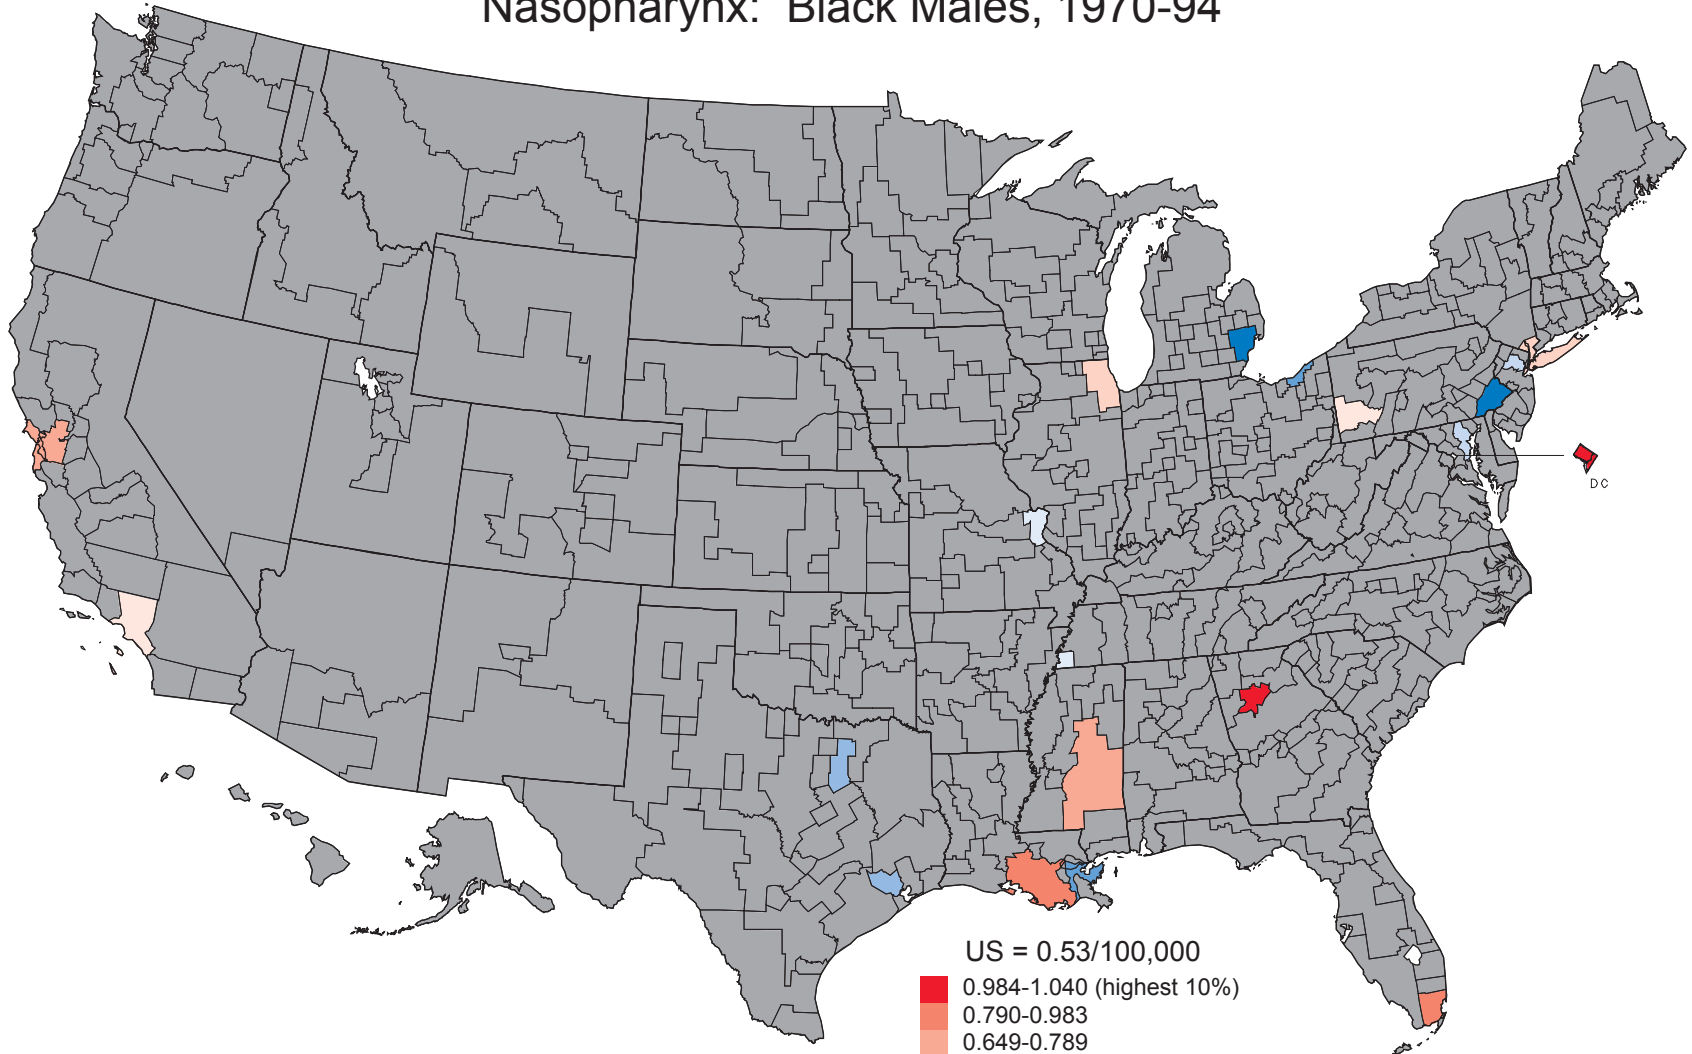 Nasopharynx: Black Males, 1970-94
DC
US = 0.53/100,000
0.984-1.040 (highest 10%)
0.790-0.983
0.649-0.789